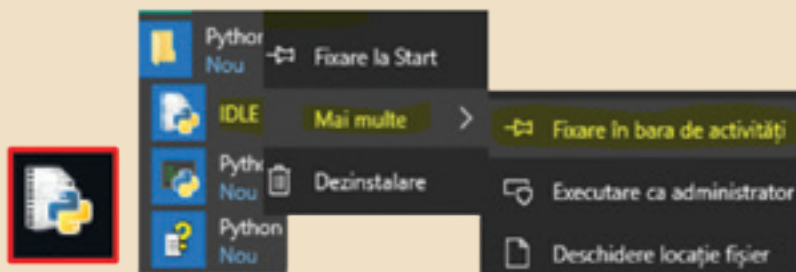 Python
Nou
IDLE
Pytho
Nou
Python
Nou
Fixare la Start
Mai multe
Dezinstalare
Fixare în bara de activități
Executare ca administrator
Deschidere locație fișier